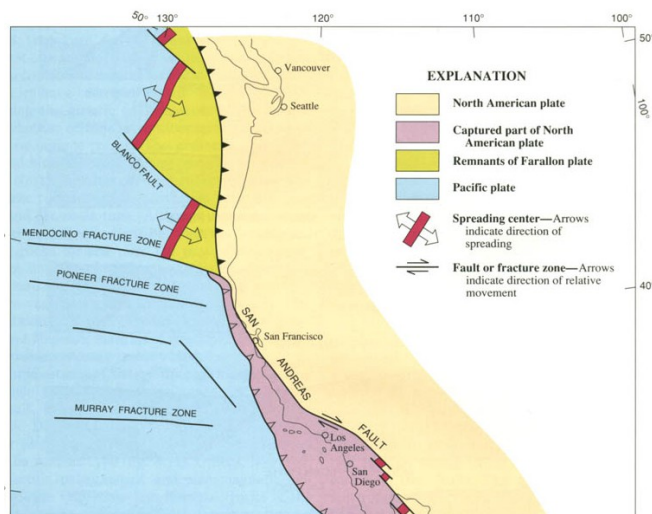 50° 130° 120° 110° 100°
50°
100°
Vancouver
Seattle
BLANCO FAULT
MENDOCINO FRACTURE ZONE
PIONEER FRACTURE ZONE
MURRAY FRACTURE ZONE
SAN
ANDREAS
FAULT
San Francisco
Los
Angeles
San
Diego
40°
EXPLANATION
North American plate
Captured part of North
American plate
Remnants of Farallon plate
Pacific plate
Spreading center—Arrows
indicate direction of
spreading
Fault or fracture zone—Arrows
indicate direction of relative
movement